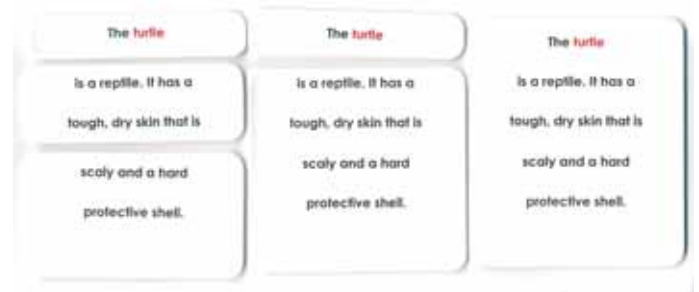 The turtle
is a reptile. It has a
tough, dry skin that is
scaly and a hard
protective shell.
The turtle
is a reptile. It has a
tough, dry skin that is
scaly and a hard
protective shell.
The turtle
is a reptile. It has a
tough, dry skin that is
scaly and a hard
protective shell.